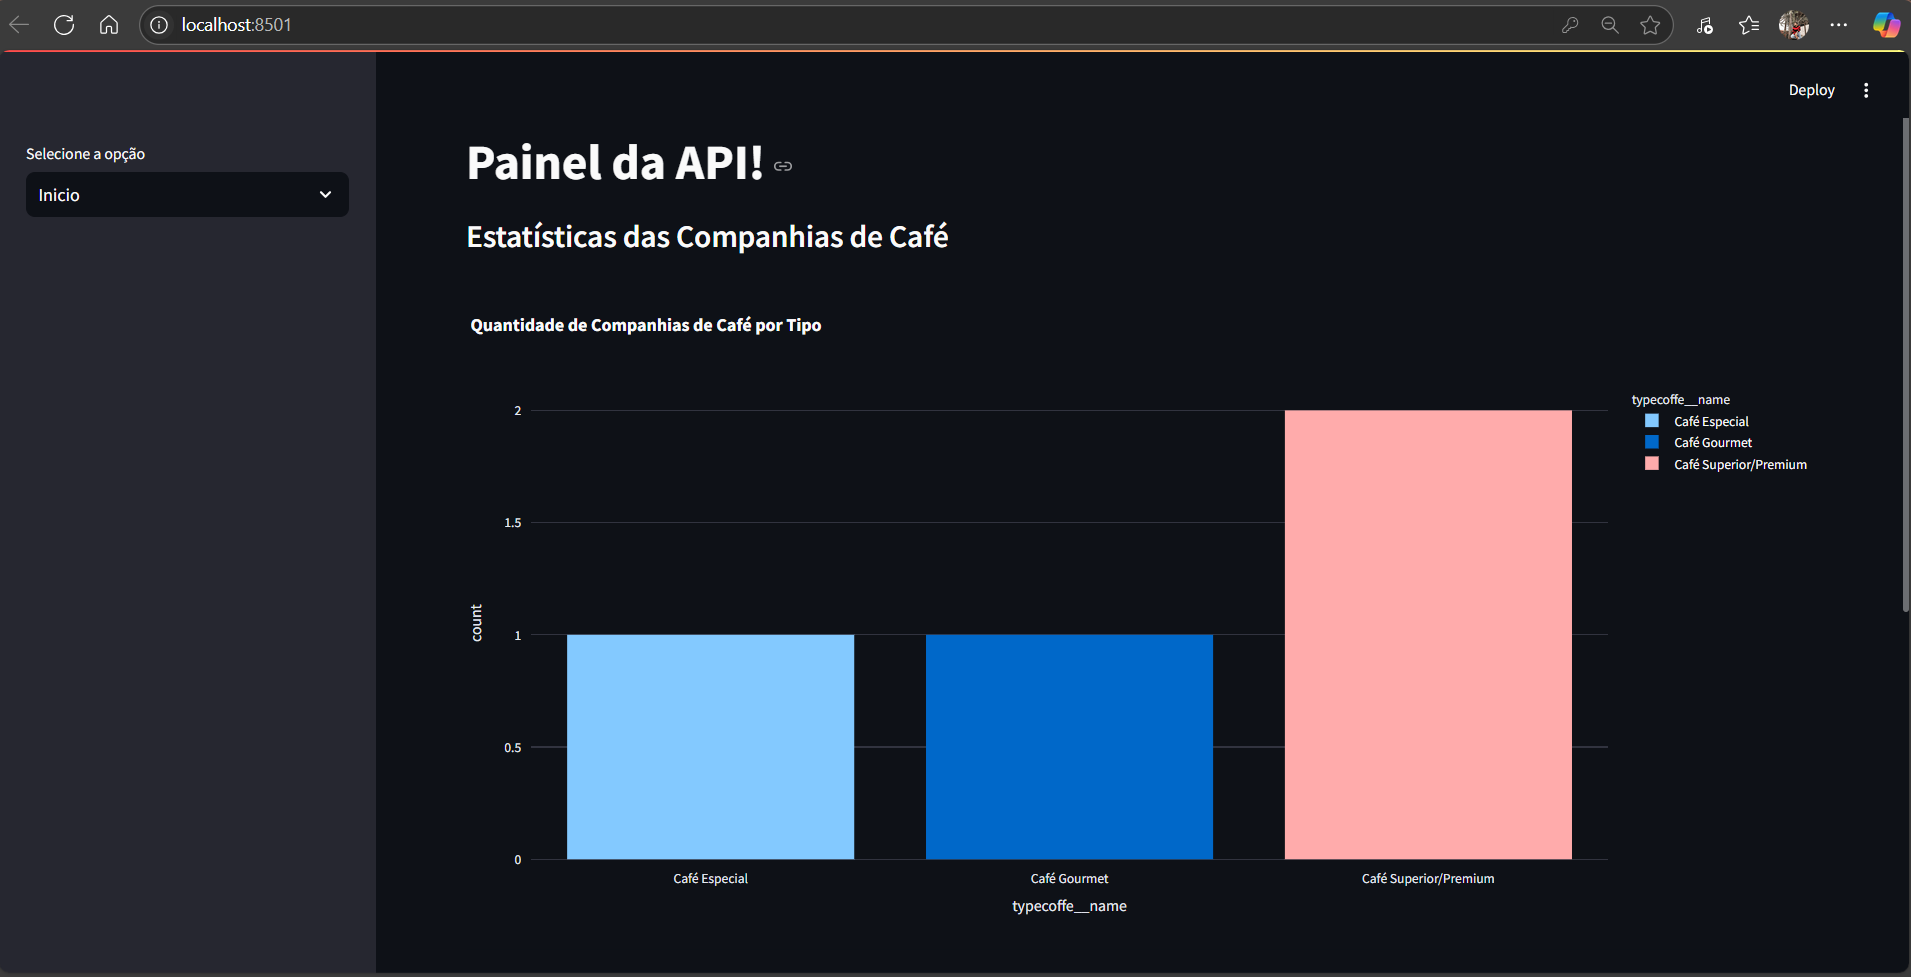 localhost:8501
Deploy
Selecione a opção
Inicio
Painel da API!
Estatísticas das Companhias de Café
Quantidade de Companhias de Café por Tipo
typecoffe__name
Café Especial
Café Gourmet
Café Superior/Premium
2
1.5
1
0.5
0
count
Café Especial
Café Gourmet
Café Superior/Premium
typecoffe__name